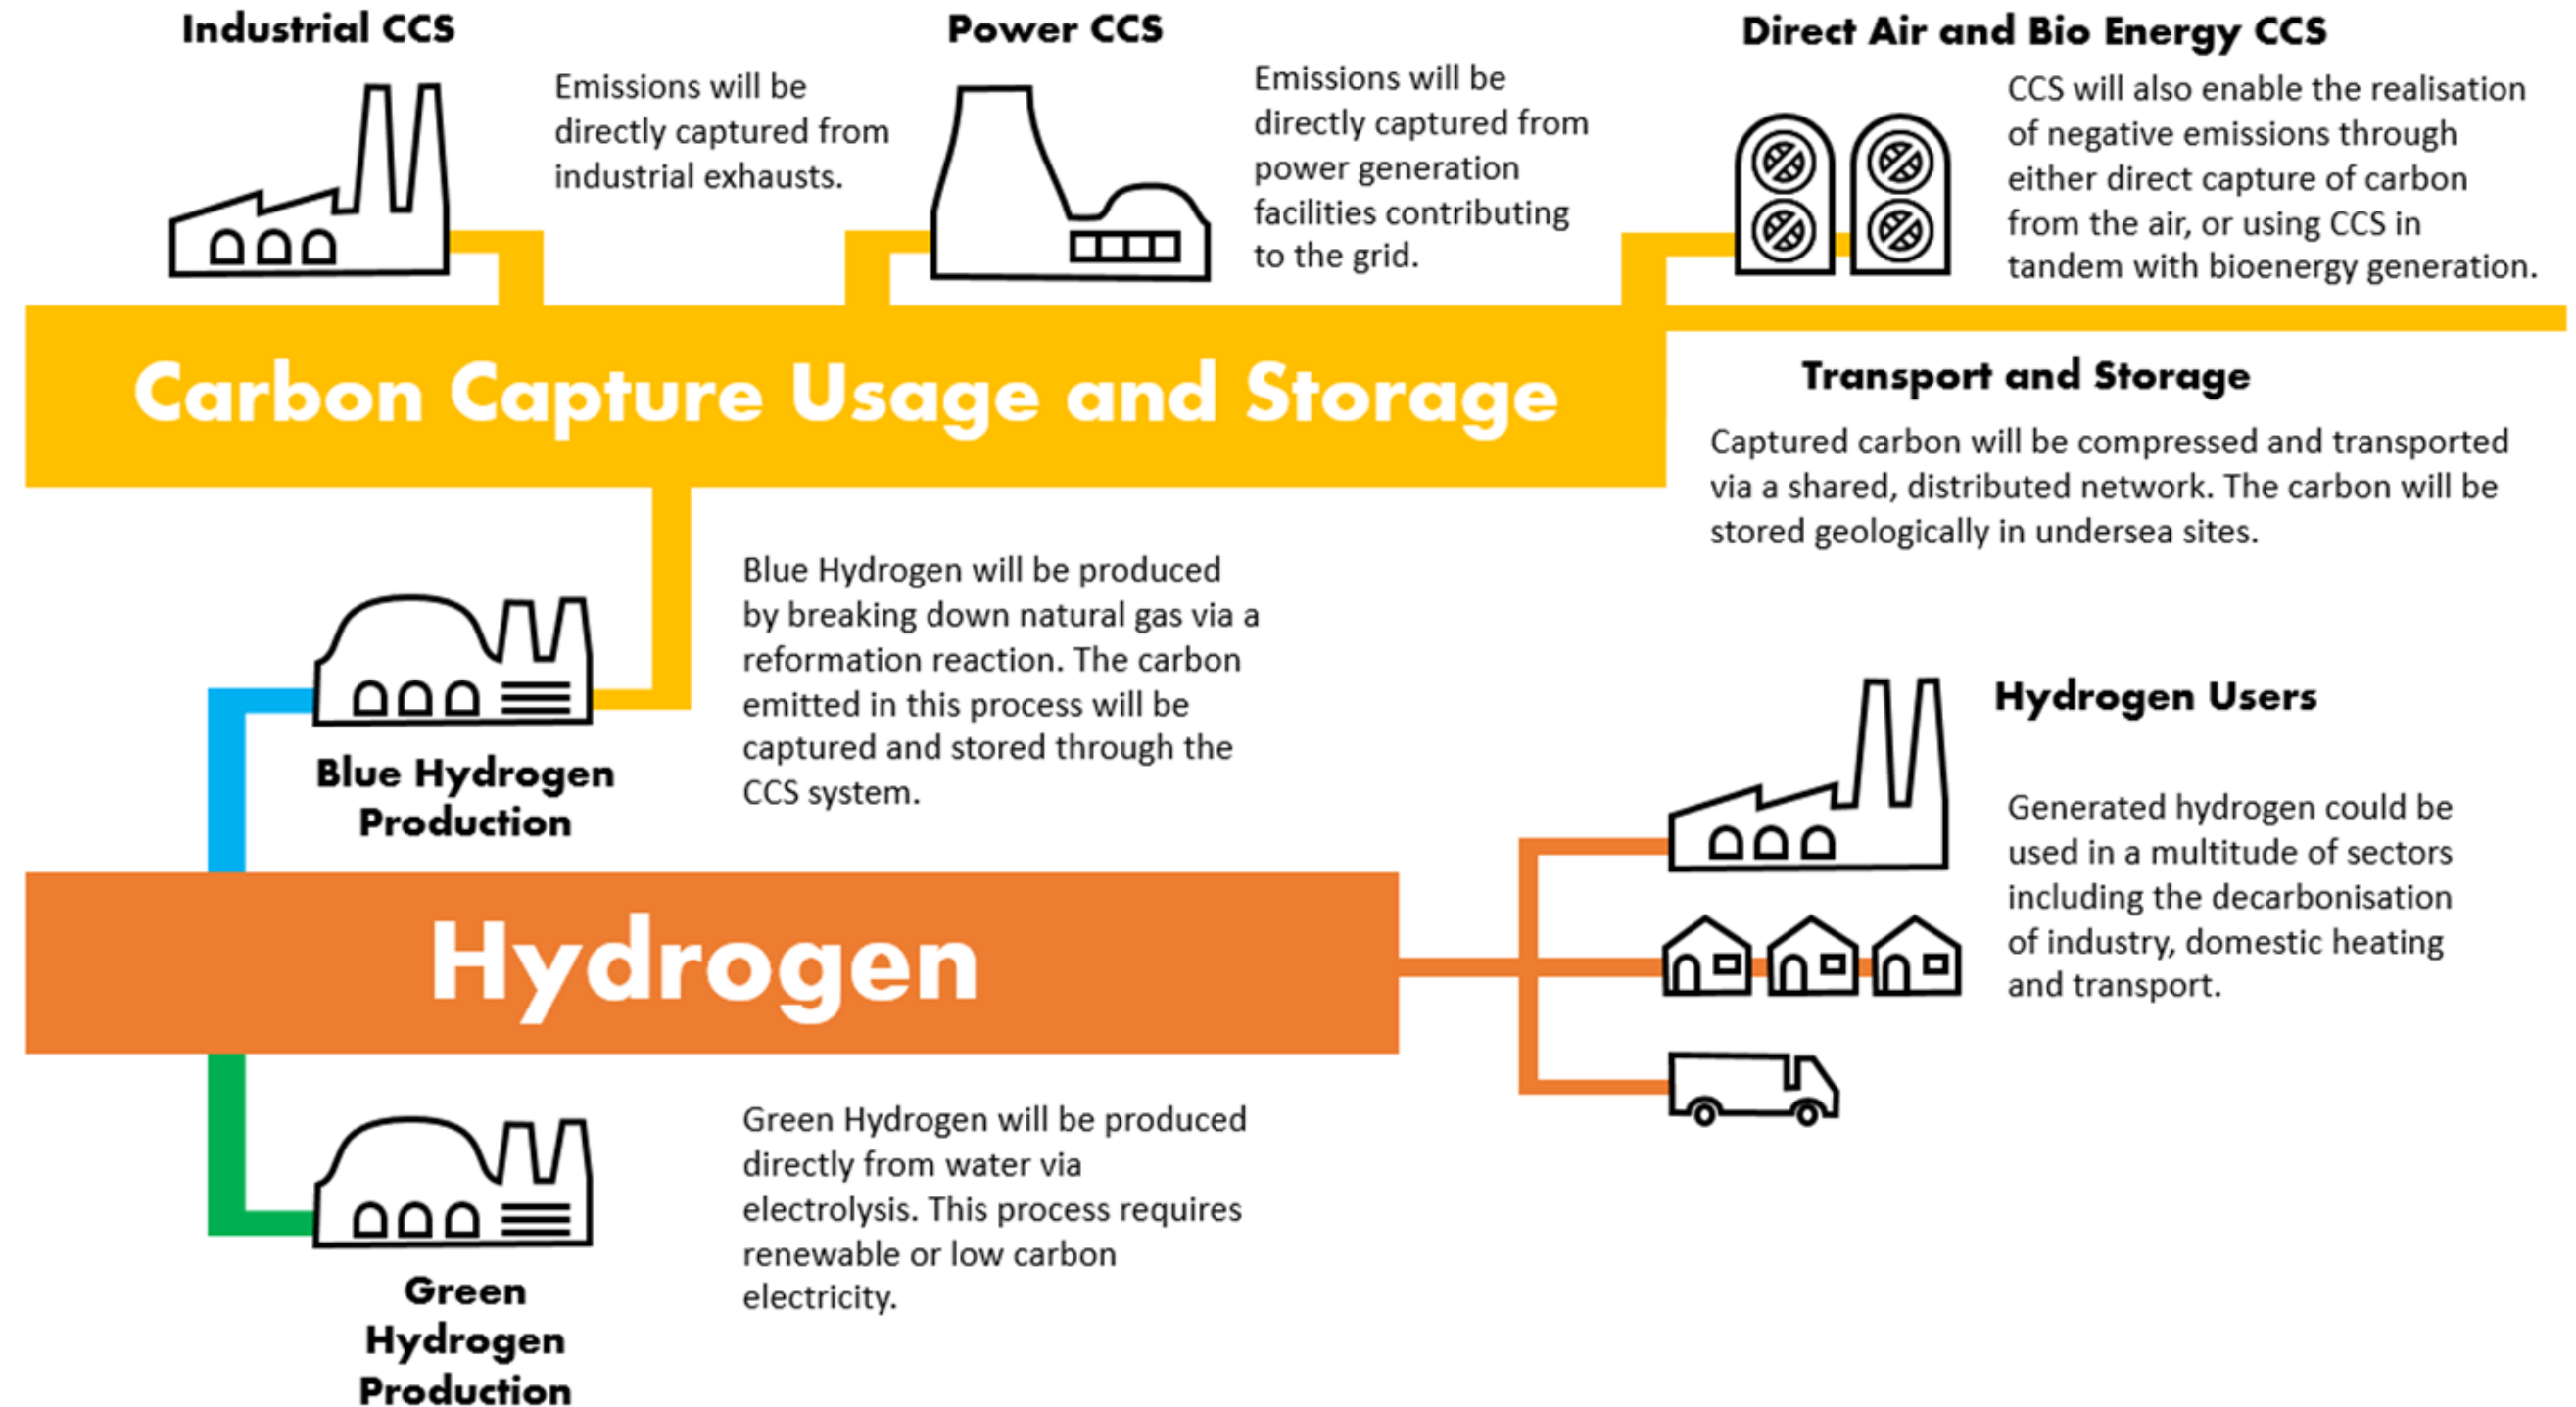 Industrial CCS
Emissions will be
directly captured from
industrial exhausts.
Power CCS
Emissions will be
directly captured from
power generation
facilities contributing
to the grid.
Direct Air and Bio Energy CCS
CCS will also enable the realisation
of negative emissions through
either direct capture of carbon
from the air, or using CCS in
tandem with bioenergy generation.
Carbon Capture Usage and Storage
Transport and Storage
Captured carbon will be compressed and transported
via a shared, distributed network. The carbon will be
stored geologically in undersea sites.
Blue Hydrogen
Production
Blue Hydrogen will be produced
by breaking down natural gas via a
reformation reaction. The carbon
emitted in this process will be
captured and stored through the
CCS system.
Hydrogen Users
Generated hydrogen could be
used in a multitude of sectors
including the decarbonisation
of industry, domestic heating
and transport.
Hydrogen
Green
Hydrogen
Production
Green Hydrogen will be produced
directly from water via
electrolysis. This process requires
renewable or low carbon
electricity.